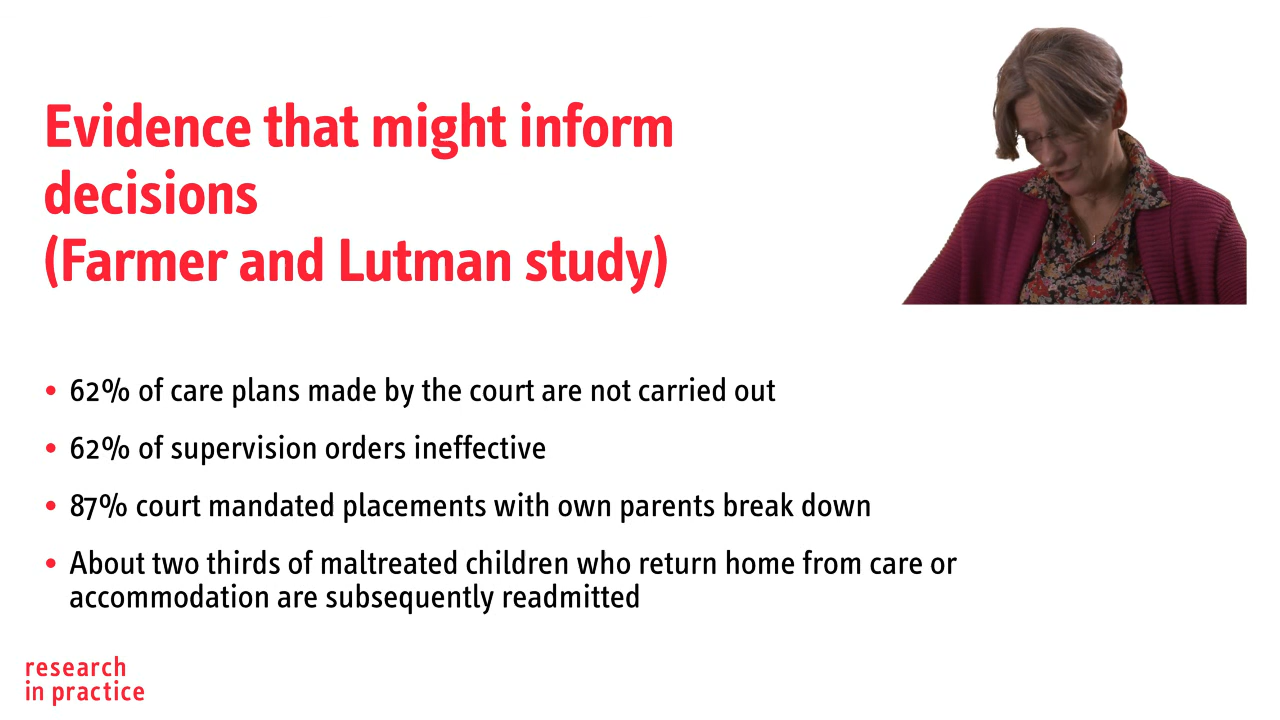 Evidence that might inform
decisions
(Farmer and Lutman study)
• 62% of care plans made by the court are not carried out
• 62% of supervision orders ineffective
• 87% court mandated placements with own parents break down
• About two thirds of maltreated children who return home from care or
accommodation are subsequently readmitted
research
in practice